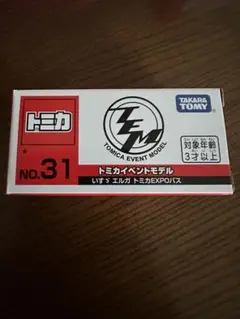 トミカ
NO.31
TEM
TOMICA EVENT MODEL
TAKARA
TOMY
対象年齢
3才以上
トミカイベントモデル
いすゞ エルガ トミカEXPOバス